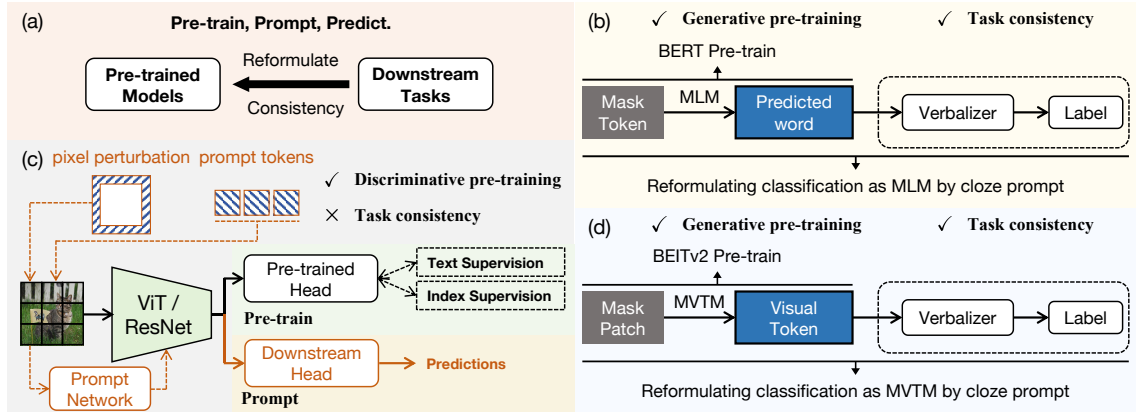 (a)
Pre-train, Prompt, Predict.
Pre-trained
Models
Reformulate
Consistency
Downstream
Tasks
(b)
✓ Generative pre-training
✓ Task consistency
BERT Pre-train
Mask
Token
MLM
Predicted
word
Verbalizer
Label
Reformulating classification as MLM by cloze prompt
(c)
pixel perturbation prompt tokens
✓ Discriminative pre-training
× Task consistency
ViT /
ResNet
Pre-trained
Head
Text Supervision
Index Supervision
Pre-train
Downstream
Head
Predictions
Prompt
Network
Prompt
✓ Generative pre-training
✓ Task consistency
(d)
BEITv2 Pre-train
Mask
Patch
MVTM
Visual
Token
Verbalizer
Label
Reformulating classification as MVTM by cloze prompt